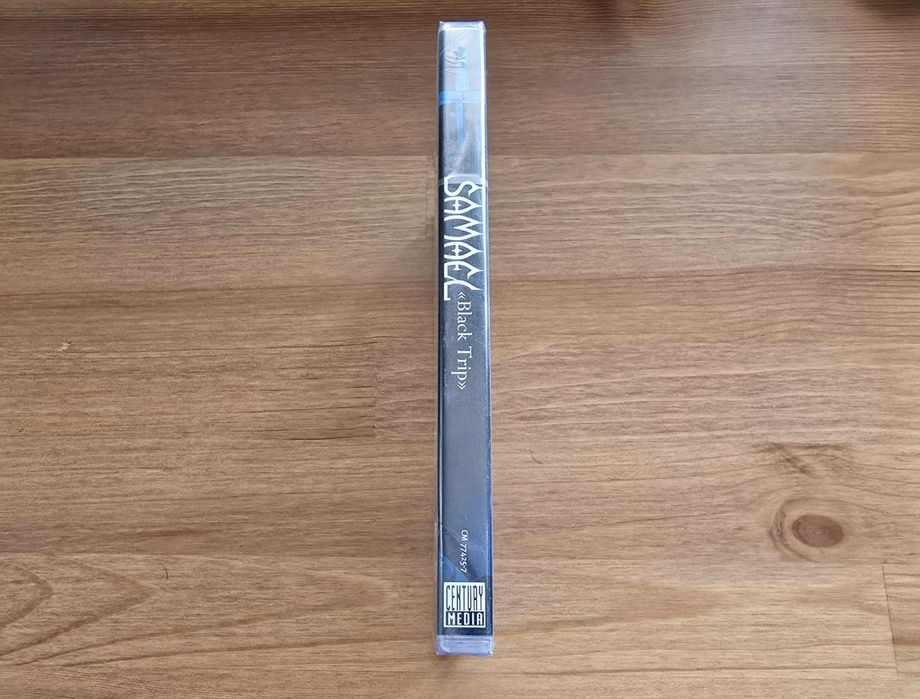 SAMAEL
«Black Trip»
CM 77425-7
CENTURY
MEDIA